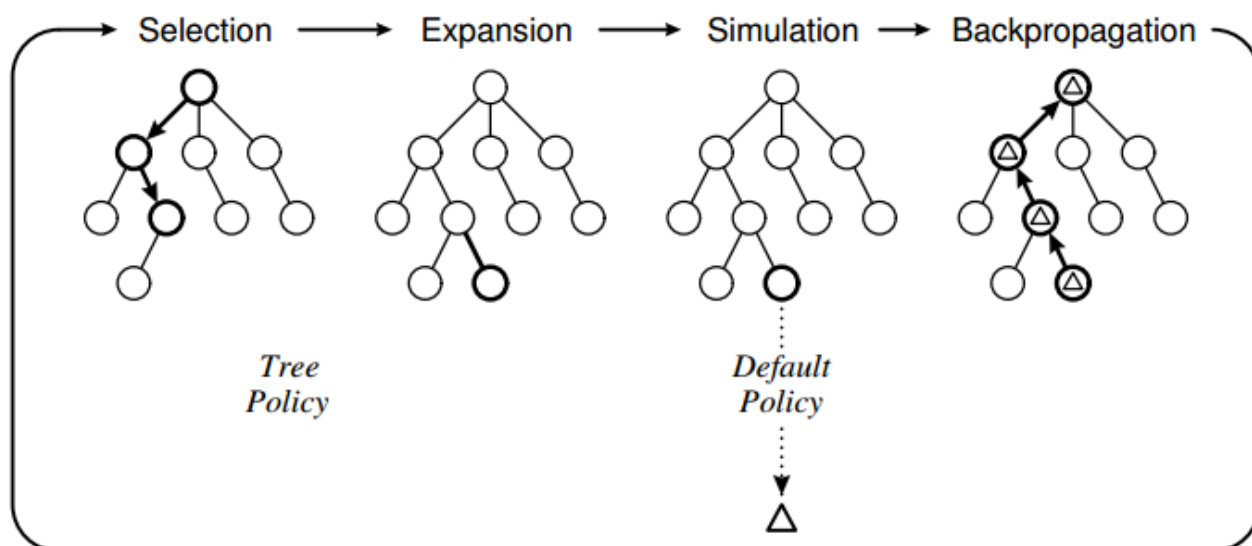 Selection Expansion Simulation Backpropagation
Tree Default
Policy Policy